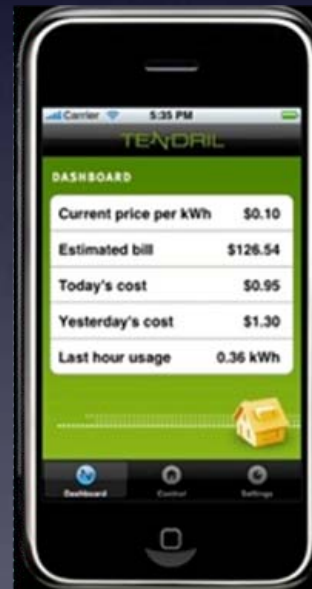 Carrier 5:35 PM
TENDRIL
DASHBOARD
Current price per kWh $0.10
Estimated bill $126.54
Today's cost $0.95
Yesterday's cost $1.30
Last hour usage 0.36 kWh
Dashboard Control Settings